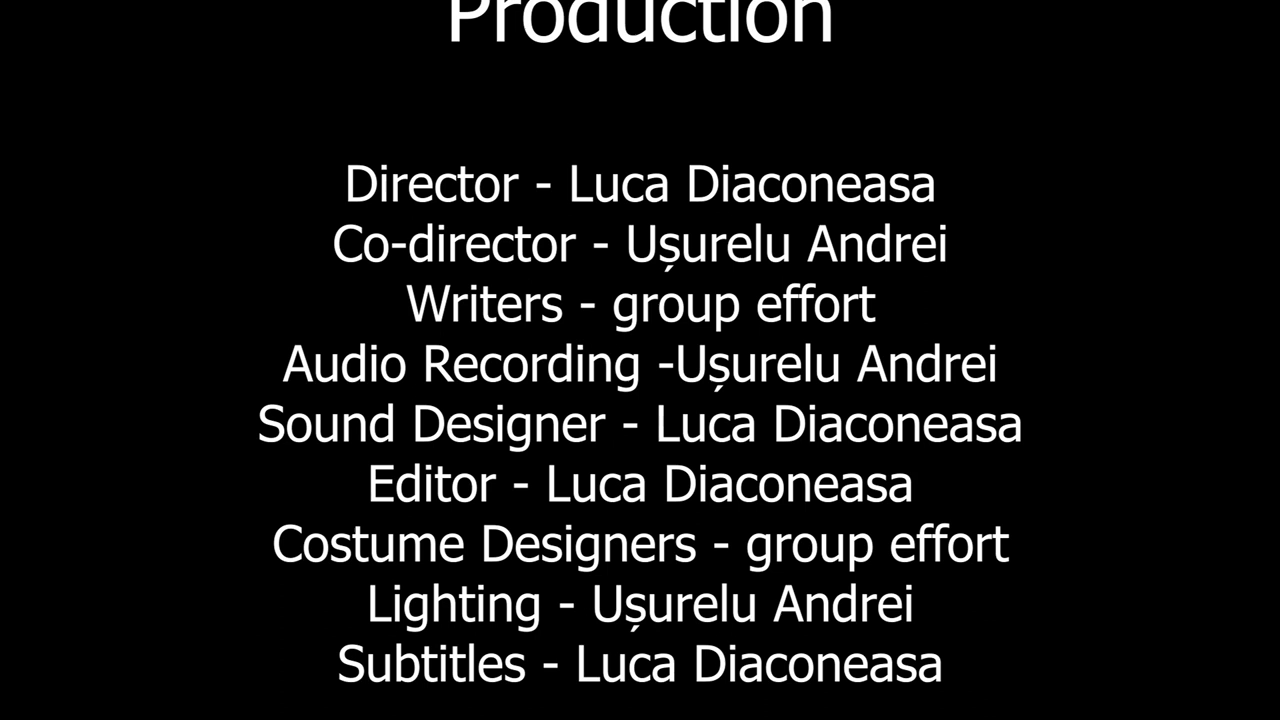 Production
Director - Luca Diaconeasa
Co-director - Ușurelu Andrei
Writers - group effort
Audio Recording -Ușurelu Andrei
Sound Designer - Luca Diaconeasa
Editor - Luca Diaconeasa
Costume Designers - group effort
Lighting - Ușurelu Andrei
Subtitles - Luca Diaconeasa